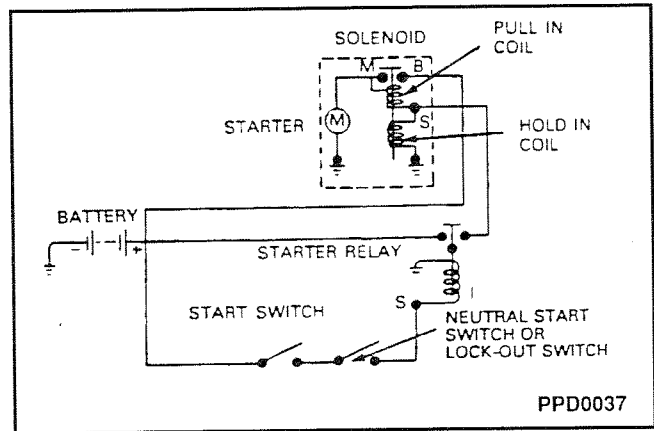 SOLENOID
PULL IN
COIL
M
B
STARTER
M
S
HOLD IN
COIL
BATTERY
- +
STARTER RELAY
S
START SWITCH
NEUTRAL START
SWITCH OR
LOCK-OUT SWITCH
PPD0037